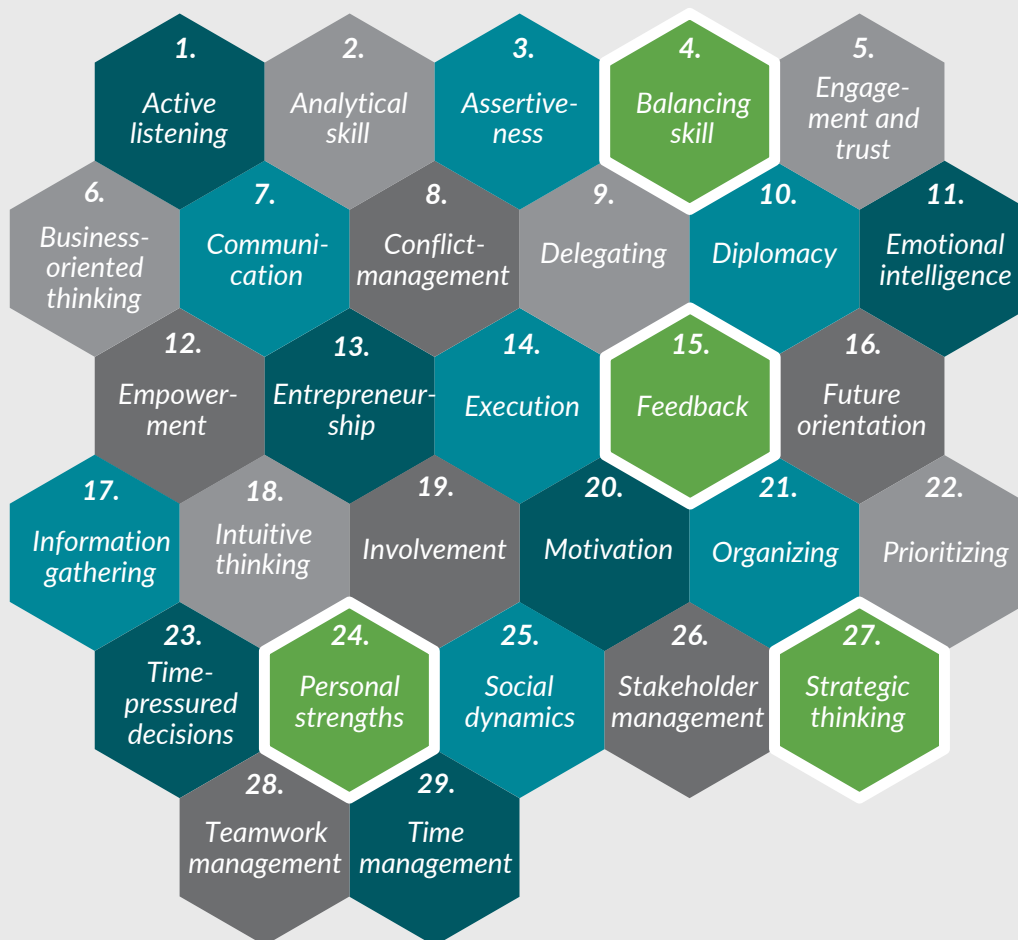 1.
Active
listening
2.
Analytical
skill
3.
Assertive-
ness
4.
Balancing
skill
5.
Engage-
ment and
trust
6.
Business-
oriented
thinking
7.
Communi-
cation
8.
Conflict-
management
9.
Delegating
10.
Diplomacy
11.
Emotional
intelligence
12.
Empower-
ment
13.
Entrepreneur-
ship
14.
Execution
15.
Feedback
16.
Future
orientation
17.
Information
gathering
18.
Intuitive
thinking
19.
Involvement
20.
Motivation
21.
Organizing
22.
Prioritizing
23.
Time-
pressured
decisions
24.
Personal
strengths
25.
Social
dynamics
26.
Stakeholder
management
27.
Strategic
thinking
28.
Teamwork
management
29.
Time
management